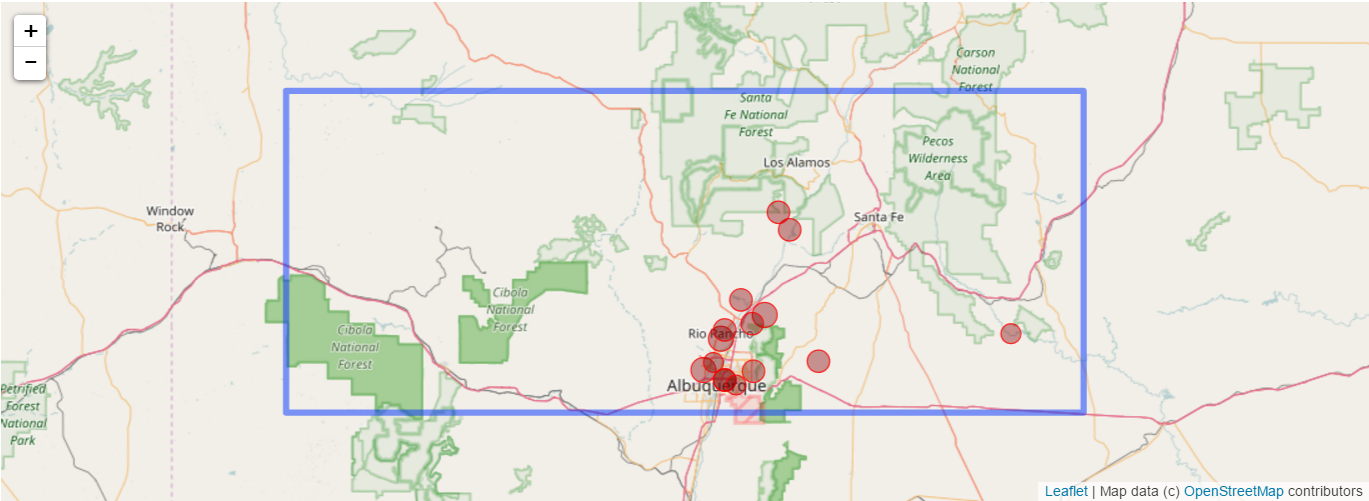 +
−
Carson
National
Forest
Santa
Fe National
Forest
Pecos
Wilderness
Area
Los Alamos
Window
Rock
Santa Fe
Cibola
National
Forest
Cibola
National
Forest
Rio Rancho
Albuquerque
Petrified
Forest
National
Park
Leaflet | Map data (c) OpenStreetMap contributors